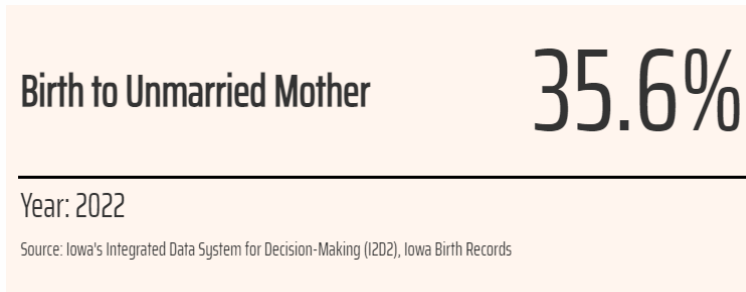 Birth to Unmarried Mother 35.6%
Year: 2022
Source: Iowa's Integrated Data System for Decision-Making (I2D2), Iowa Birth Records